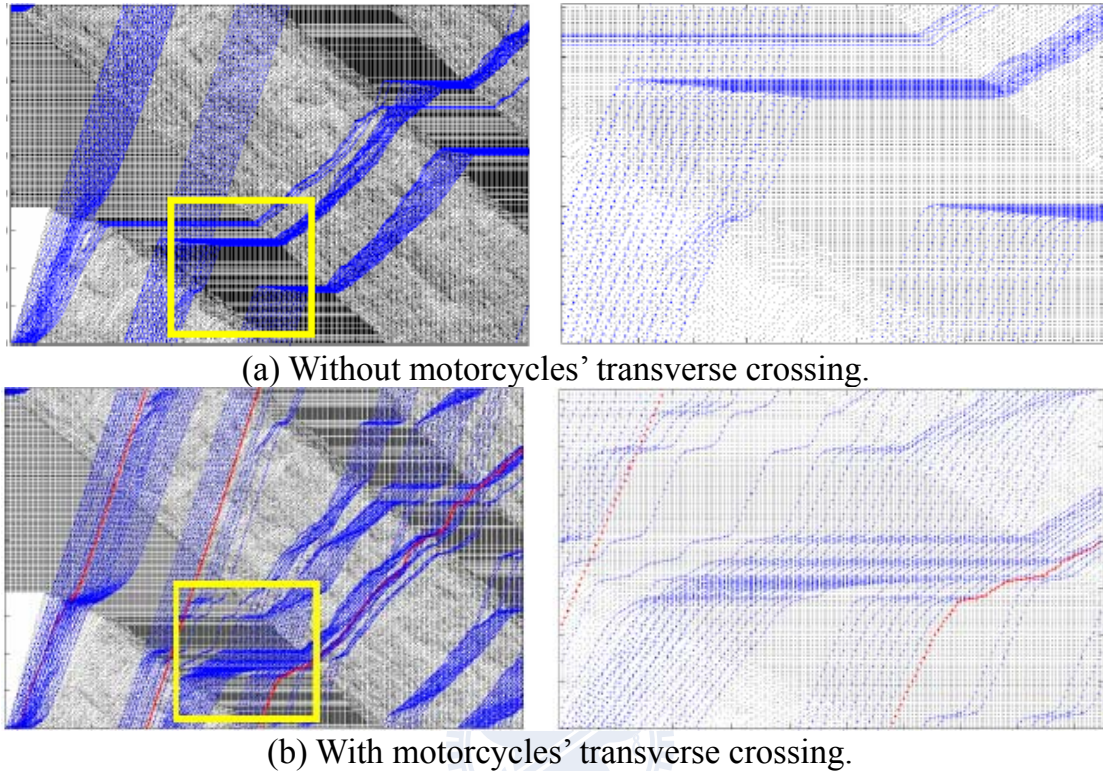 (a) Without motorcycles’ transverse crossing.
(b) With motorcycles’ transverse crossing.